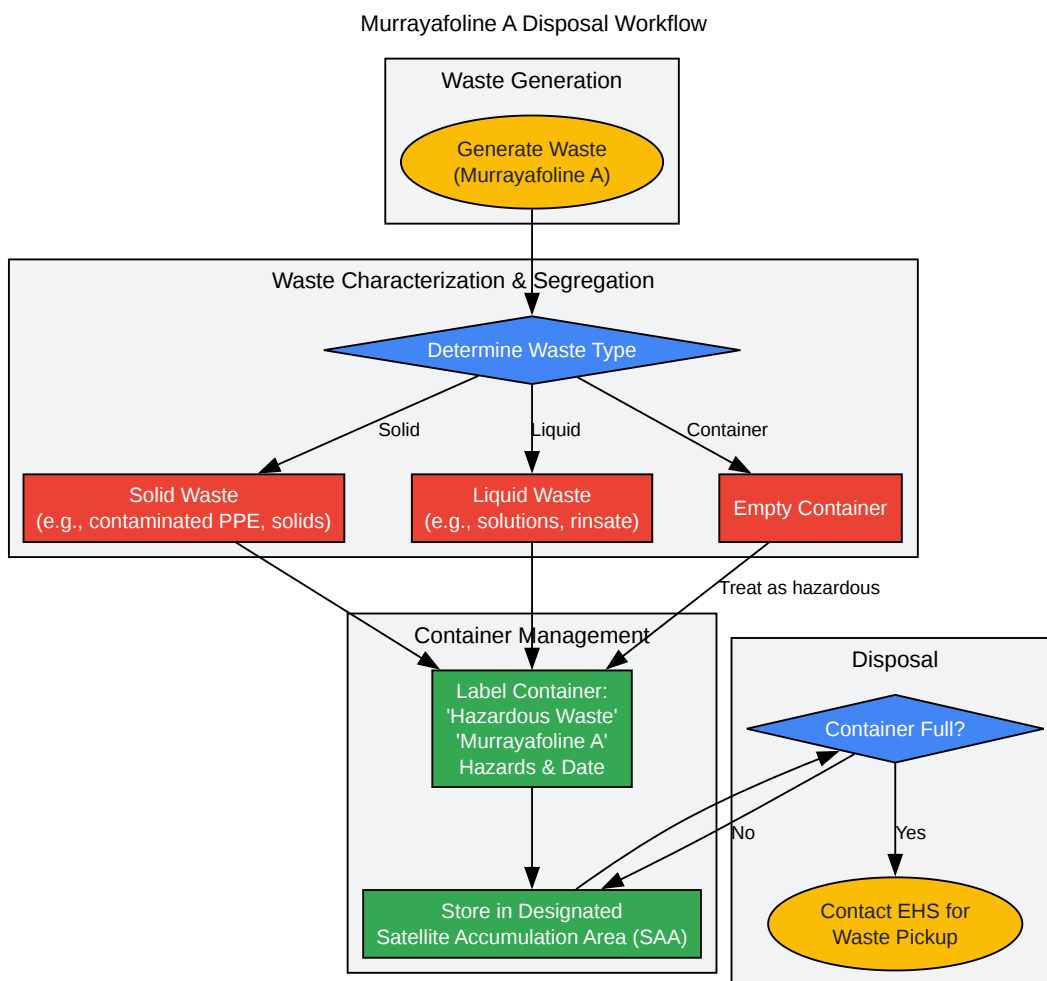 Murrayafoline A Disposal Workflow
Waste Generation
Generate Waste
(Murrayafoline A)
Waste Characterization & Segregation
Determine Waste Type
Solid
Liquid
Container
Solid Waste
(e.g., contaminated PPE, solids)
Liquid Waste
(e.g., solutions, rinsate)
Empty Container
Treat as hazardous
Container Management
Label Container:
'Hazardous Waste'
'Murrayafoline A'
Hazards & Date
Store in Designated
Satellite Accumulation Area (SAA)
Disposal
Container Full?
No
Yes
Contact EHS for
Waste Pickup